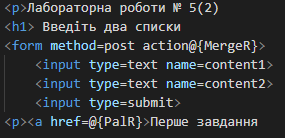 <p>Лабораторна роботи № 5(2)
<h1> Введіть два списки
<form method=post action@{MergeR}>
<input type=text name=content1>
<input type=text name=content2>
<input type=submit>
<p><a href=@{PalR}>Перше завдання